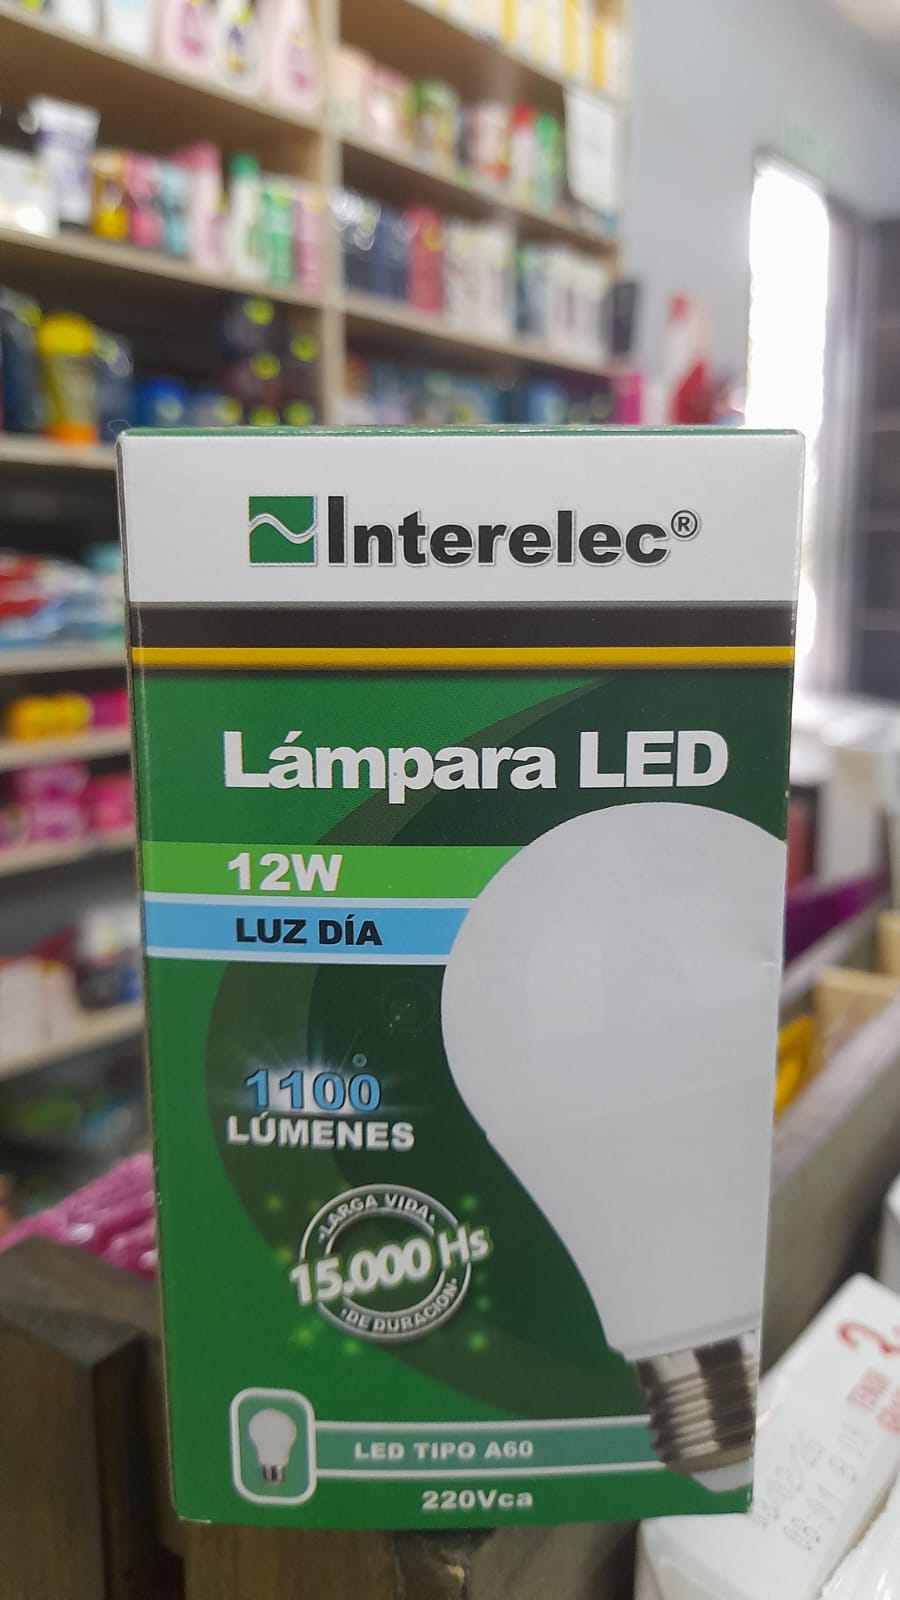 Interelec®
Lámpara LED
12W
LUZ DÍA
1100
LÚMENES
LARGA VIDA
15.000 Hs
DE DURACION
LED TIPO A60
220Vca